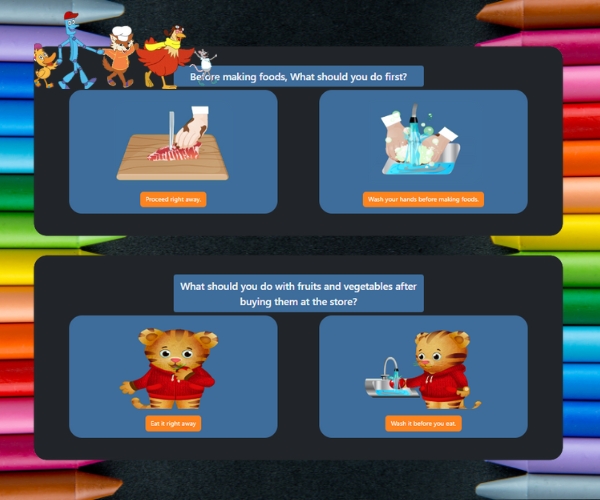 Before making foods, What should you do first?
Proceed right away.
Wash your hands before making foods.
What should you do with fruits and vegetables after
buying them at the store?
Eat it right away
Wash it before you eat.